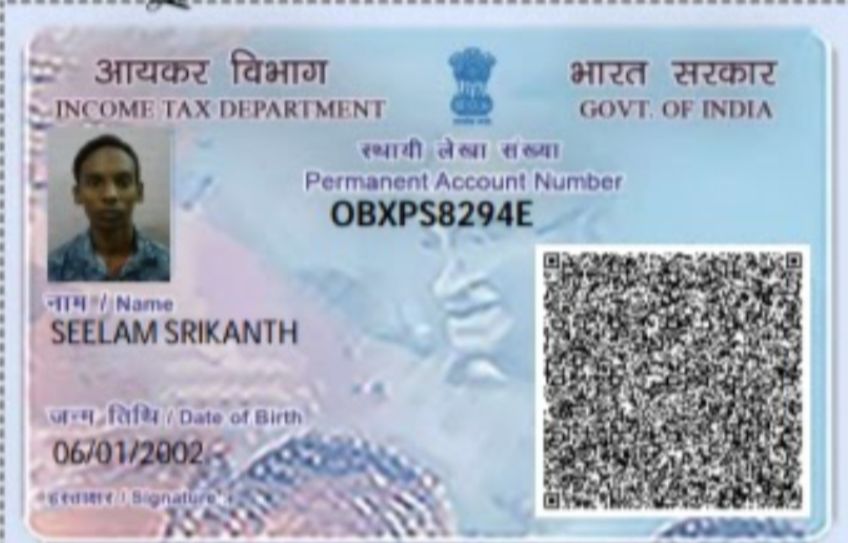 आयकर विभाग
INCOME TAX DEPARTMENT
भारत सरकार
GOVT. OF INDIA
स्थायी लेखा संख्या
Permanent Account Number
OBXPS8294E
नाम / Name
SEELAM SRIKANTH
जन्म तिथि / Date of Birth
06/01/2002
हस्ताक्षर / Signature